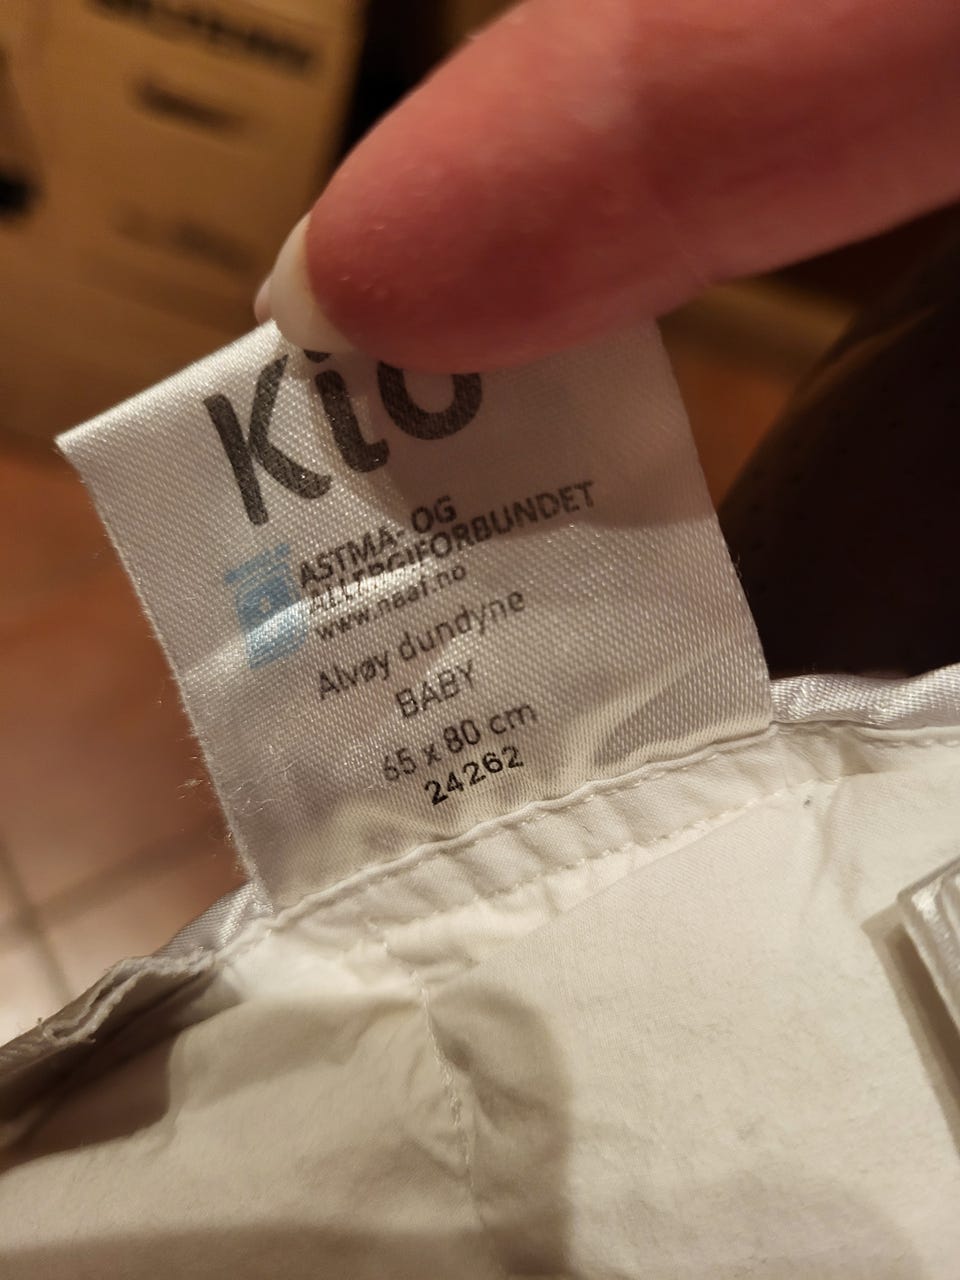 Kid
ASTMA- OG
ALLERGIFORBUNDET
www.naaf.no
Alvøy dundyne
BABY
65 x 80 cm
24262